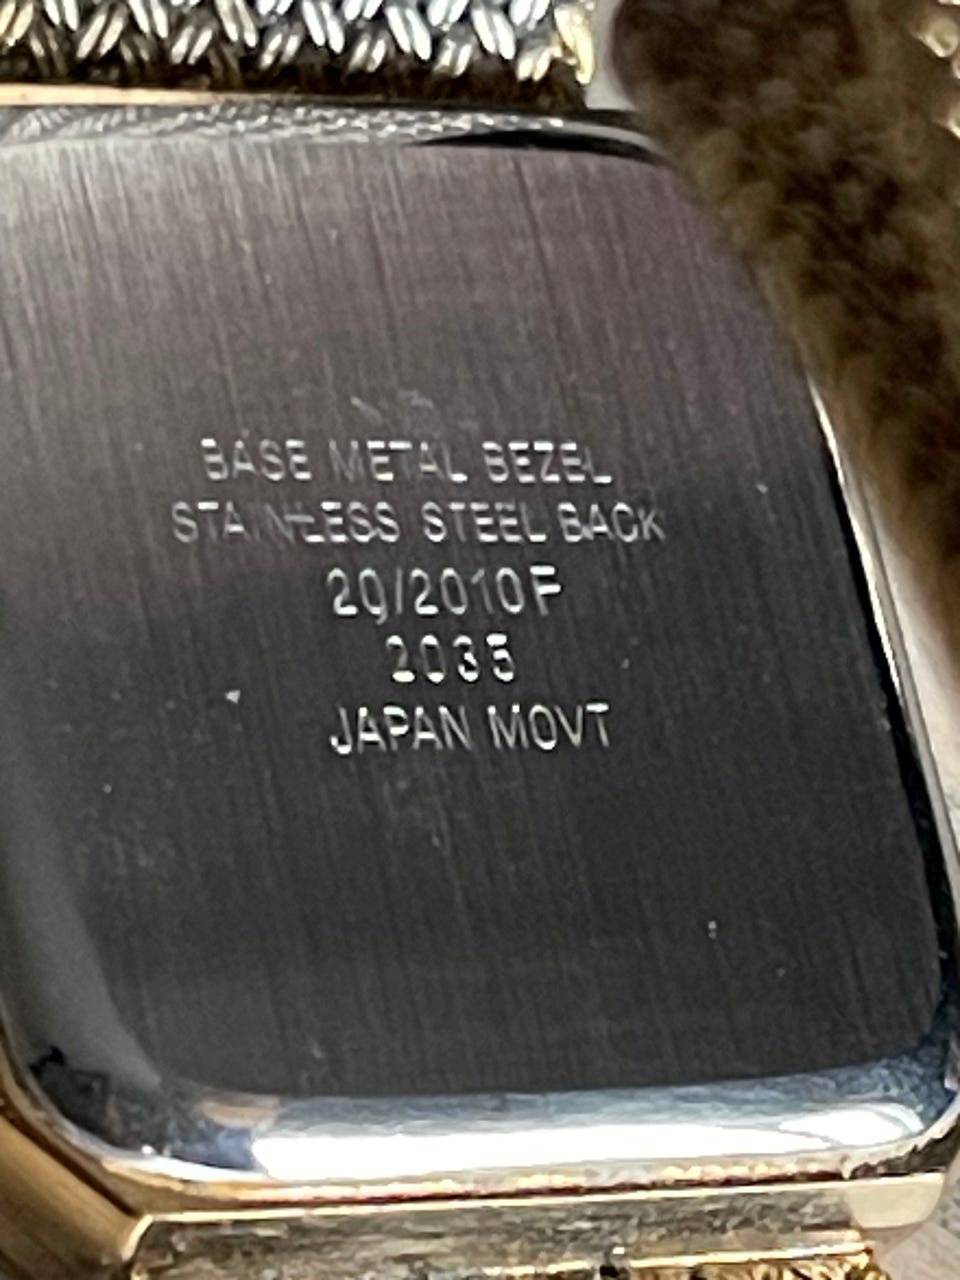 BASE METAL BEZEL
STAINLESS STEEL BACK
20/2010F
2035
JAPAN MOVT